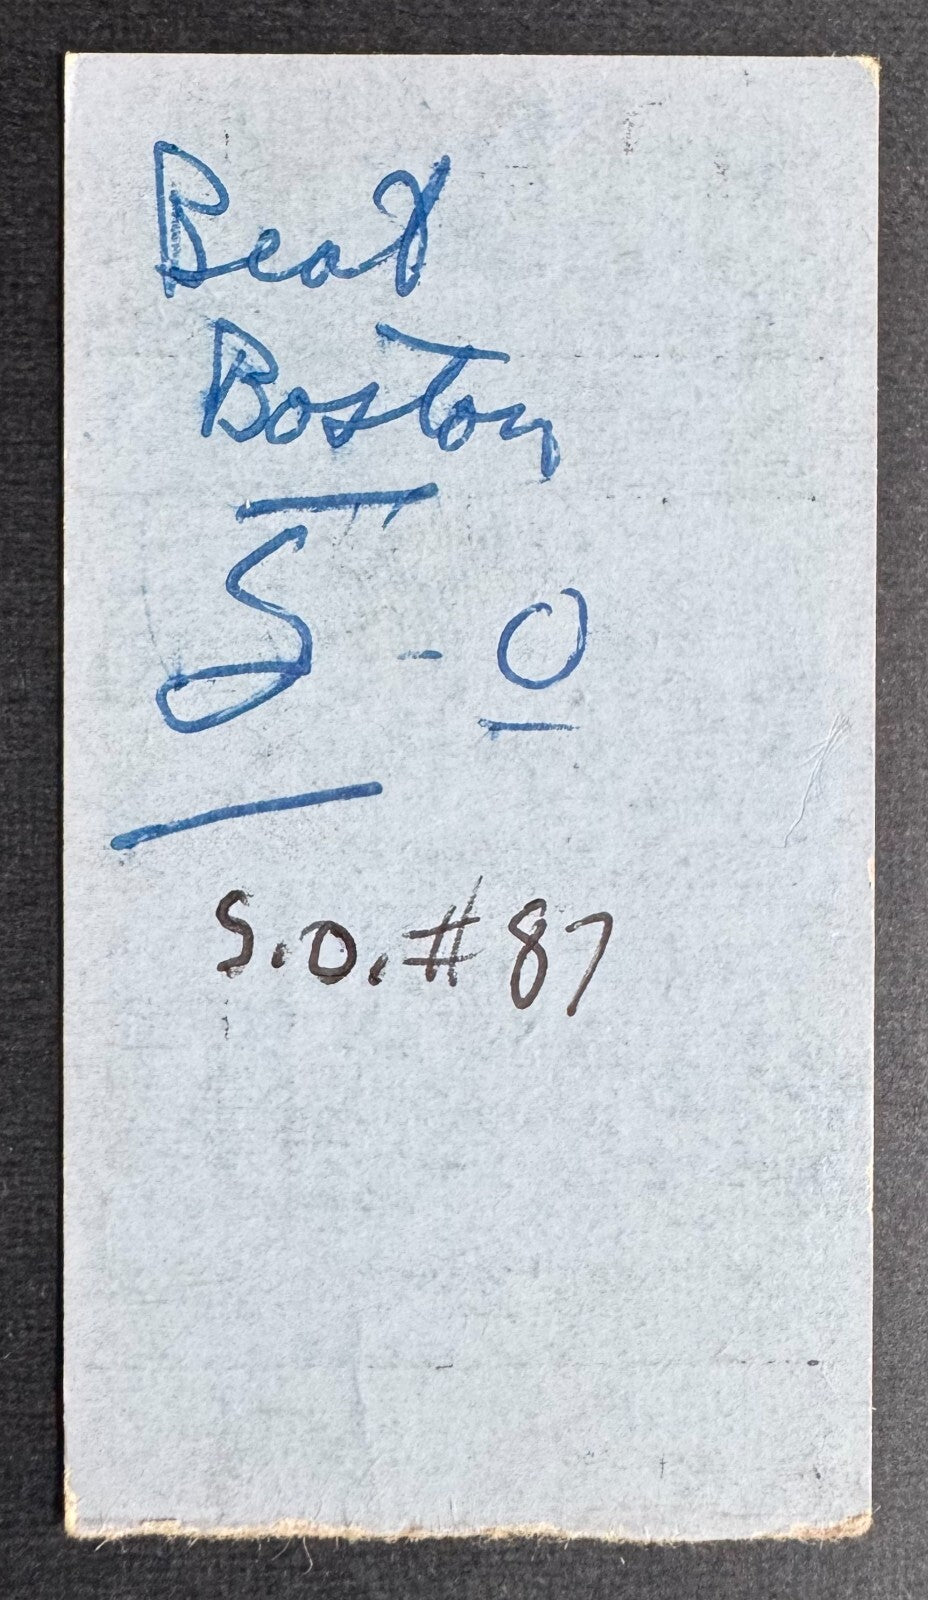 Beat
Boston
5 - 0
S.O. # 87